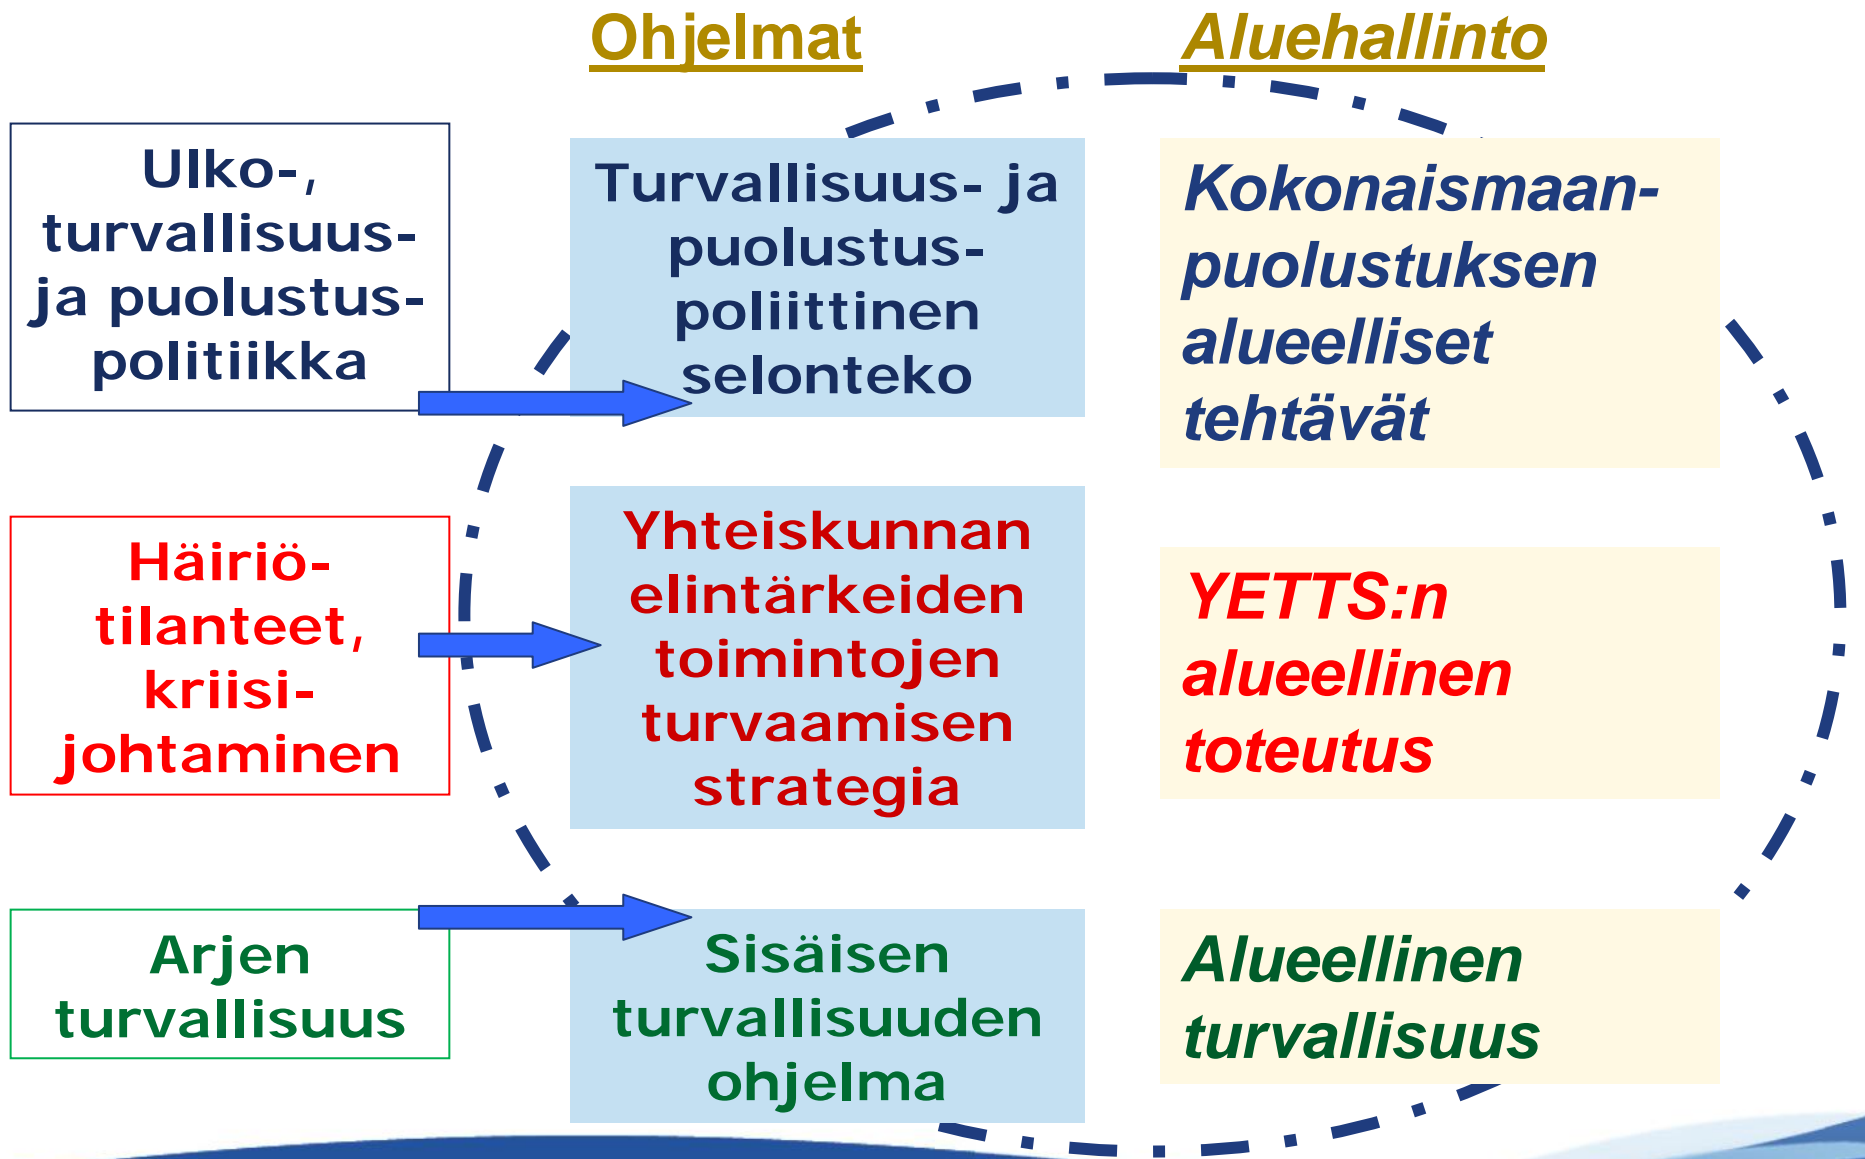 Ohjelmat
Aluehallinto
Ulko-,
turvallisuus-
ja puolustus-
politiikka
Turvallisuus- ja
puolustus-
poliittinen
selonteko
Kokonaismaan-
puolustuksen
alueelliset
tehtävät
Häiriö-
tilanteet,
kriisi-
johtaminen
Yhteiskunnan
elintärkeiden
toimintojen
turvaamisen
strategia
YETTS:n
alueellinen
toteutus
Arjen
turvallisuus
Sisäisen
turvallisuuden
ohjelma
Alueellinen
turvallisuus